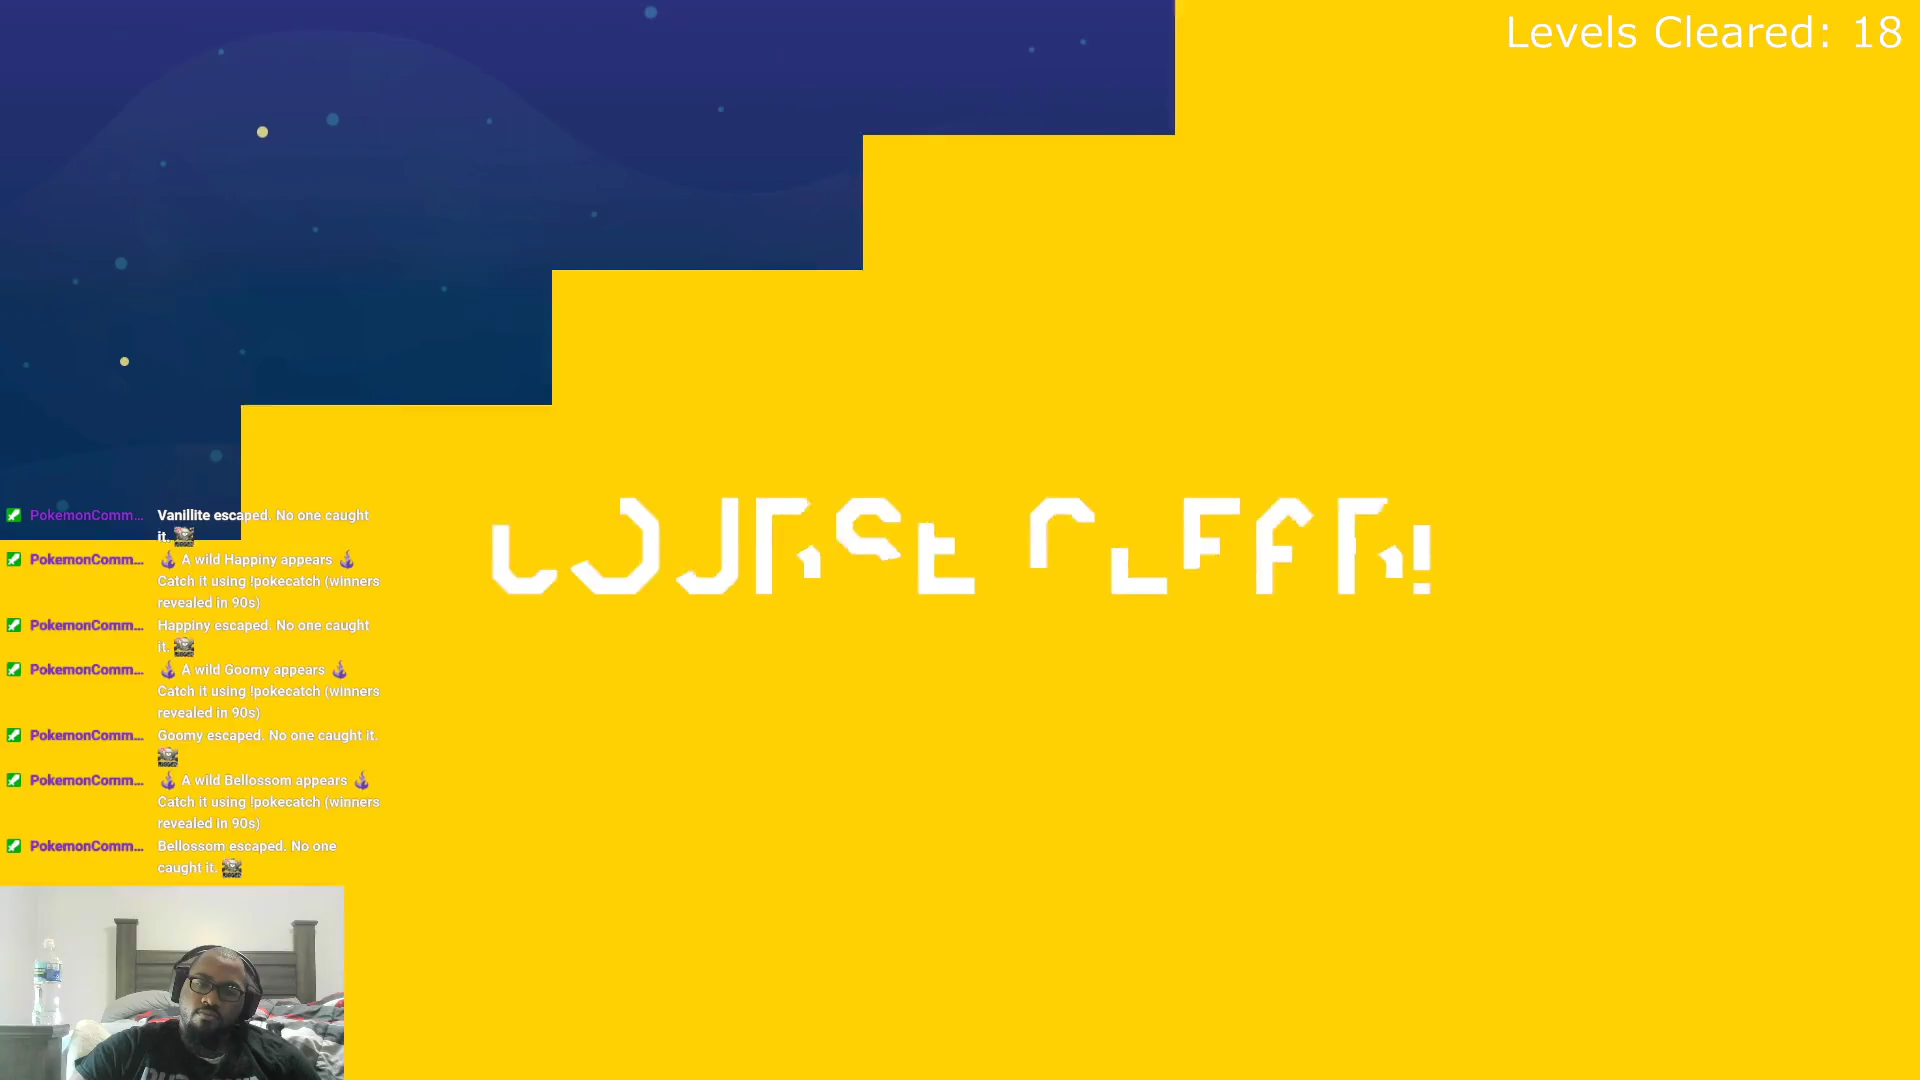 Levels Cleared: 18
COURSE CLEAR!
PokemonComm... Vanillite escaped. No one caught
it.
PokemonComm... A wild Happiny appears
Catch it using !pokecatch (winners
revealed in 90s)
PokemonComm... Happiny escaped. No one caught
it.
PokemonComm... A wild Goomy appears
Catch it using !pokecatch (winners
revealed in 90s)
PokemonComm... Goomy escaped. No one caught it.
PokemonComm... A wild Bellossom appears
Catch it using !pokecatch (winners
revealed in 90s)
PokemonComm... Bellossom escaped. No one
caught it.